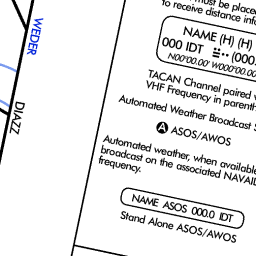 must be placed
to receive distance info
NAME (H) (H)
000 IDT (000.
N00°00.00' W000°00.00
TACAN Channel paired w
VHF Frequency in parenth
Automated Weather Broadcast S
A ASOS/AWOS
Automated weather, when available
broadcast on the associated NAVAID
frequency.
NAME ASOS 000.0 IDT
Stand Alone ASOS/AWOS
WEDER
DIAZZ